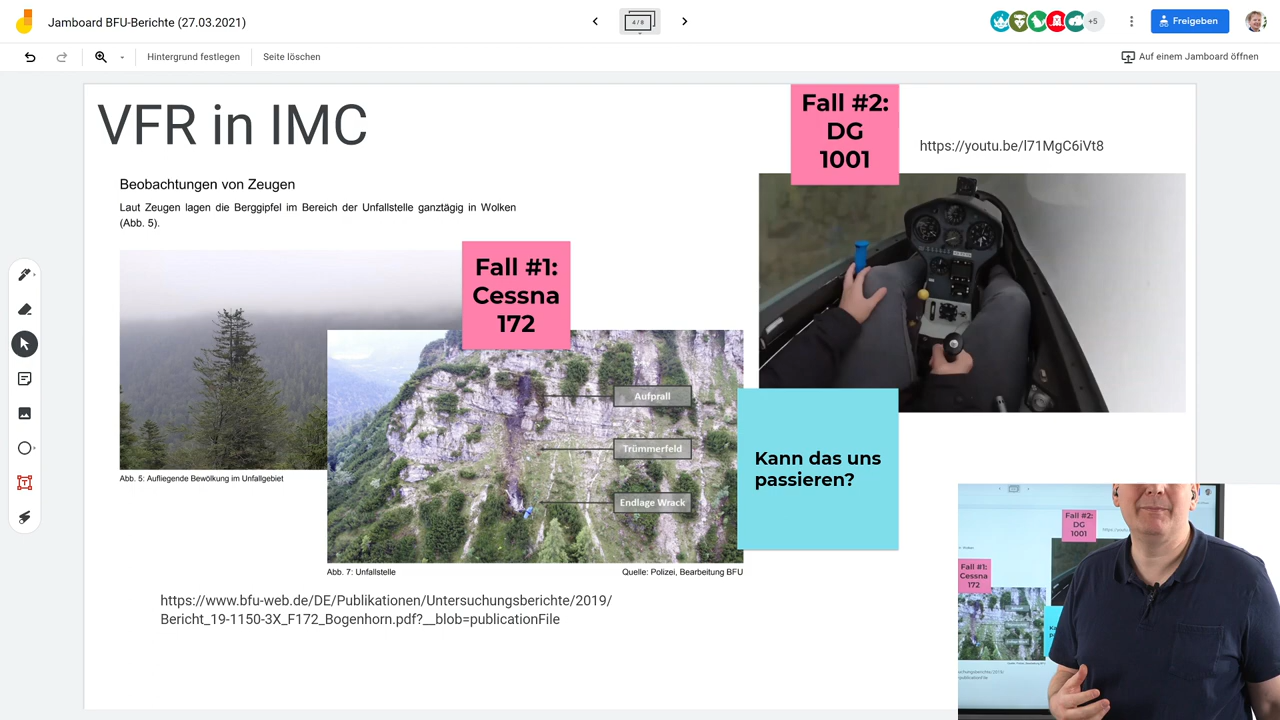 Jamboard BFU-Berichte (27.03.2021)
4 / 8
+5
Freigeben
Hintergrund festlegen
Seite löschen
Auf einem Jamboard öffnen
VFR in IMC
Beobachtungen von Zeugen
Laut Zeugen lagen die Berggipfel im Bereich der Unfallstelle ganztägig in Wolken
(Abb. 5).
Fall #1:
Cessna
172
Aufprall
Trümmerfeld
Endlage Wrack
Abb. 5: Aufliegende Bewölkung im Unfallgebiet
Abb. 7: Unfallstelle
Quelle: Polizei, Bearbeitung BFU
https://www.bfu-web.de/DE/Publikationen/Untersuchungsberichte/2019/
Bericht_19-1150-3X_F172_Bogenhorn.pdf?__blob=publicationFile
Fall #2:
DG
1001
https://youtu.be/l71MgC6iVt8
Kann das uns
passieren?
Fall #2:
DG
1001
Fall #1:
Cessna
172